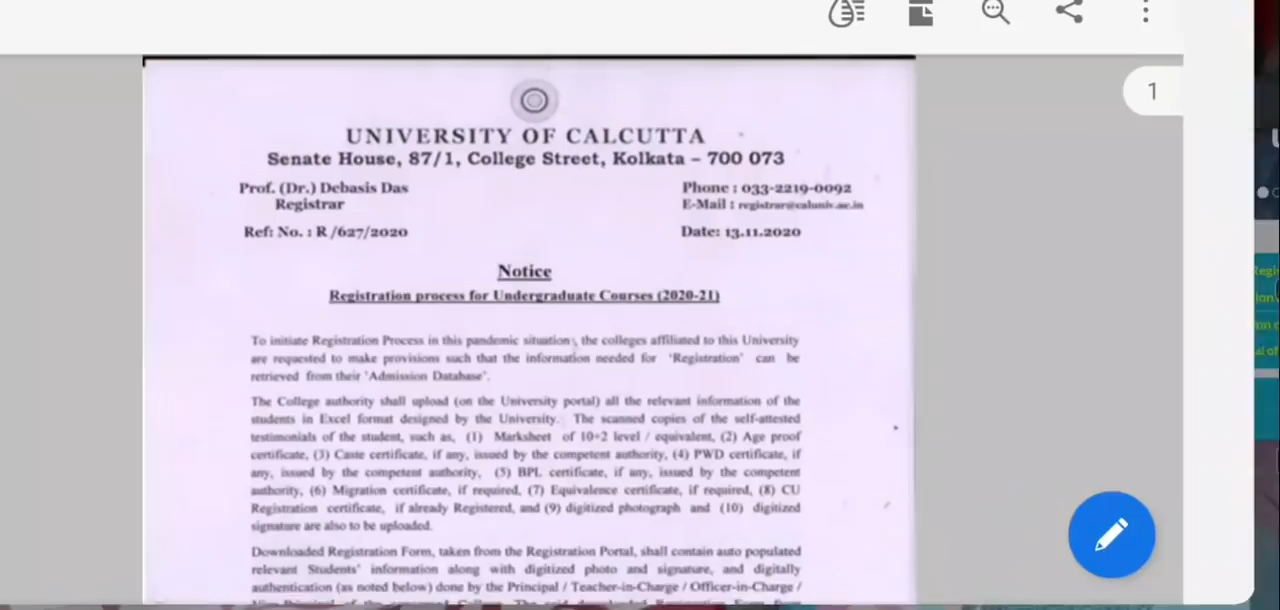 1
UNIVERSITY OF CALCUTTA
Senate House, 87/1, College Street, Kolkata – 700 073
Prof. (Dr.) Debasis Das
Registrar
Phone : 033-2219-0092
E-Mail : registrar@caluniv.ac.in
Ref: No. : R /627/2020
Date: 13.11.2020
Notice
Registration process for Undergraduate Courses (2020-21)
To initiate Registration Process in this pandemic situation, the colleges affiliated to this University
are requested to make provisions such that the information needed for 'Registration' can be
retrieved from their 'Admission Database'.
The College authority shall upload (on the University portal) all the relevant information of the
students in Excel format designed by the University. The scanned copies of the self-attested
testimonials of the student, such as, (1) Marksheet of 10+2 level / equivalent, (2) Age proof
certificate, (3) Caste certificate, if any, issued by the competent authority, (4) PWD certificate, if
any, issued by the competent authority, (5) BPL certificate, if any, issued by the competent
authority, (6) Migration certificate, if required, (7) Equivalence certificate, if required, (8) CU
Registration certificate, if already Registered, and (9) digitized photograph and (10) digitized
signature are also to be uploaded.
Downloaded Registration Form, taken from the Registration Portal, shall contain auto populated
relevant Students' information along with digitized photo and signature, and digitally
authentication (as noted below) done by the Principal / Teacher-in-Charge / Officer-in-Charge /